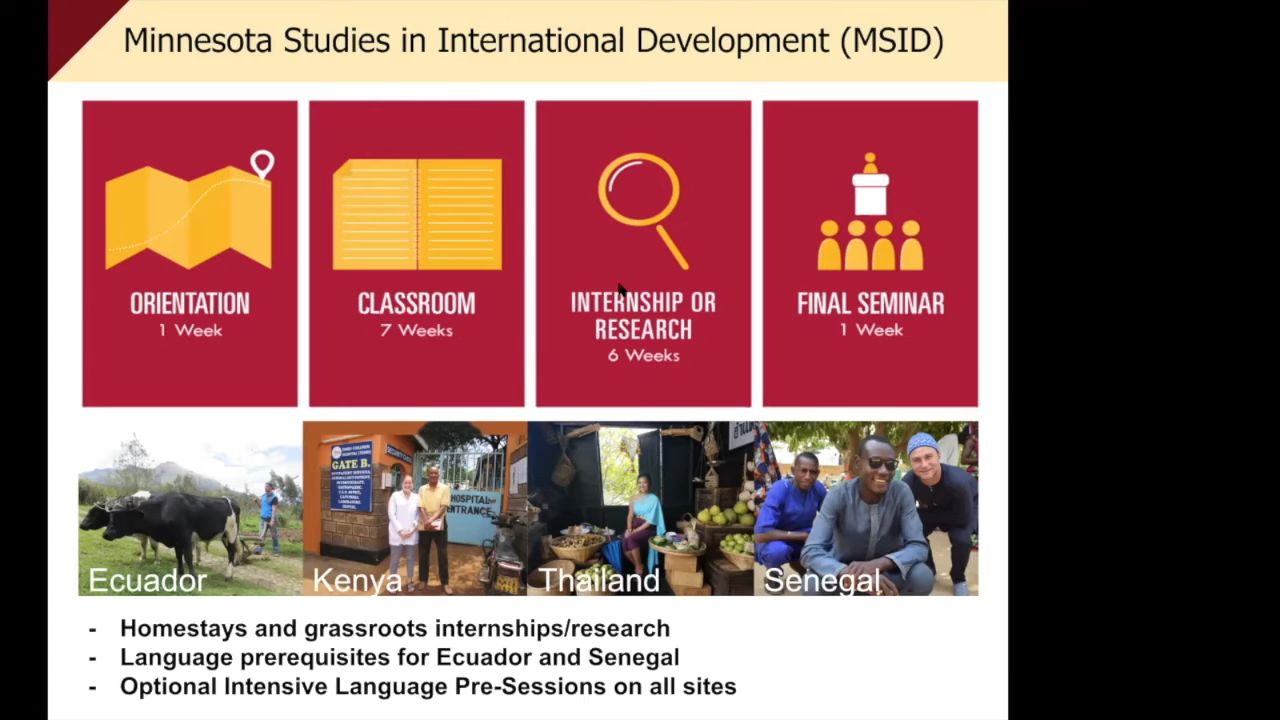 Minnesota Studies in International Development (MSID)
ORIENTATION
1 Week
CLASSROOM
7 Weeks
INTERNSHIP OR
RESEARCH
6 Weeks
FINAL SEMINAR
1 Week
GATE B.
HOSPITAL
ENTRANCE
Ecuador
Kenya
Thailand
Senegal
- Homestays and grassroots internships/research
- Language prerequisites for Ecuador and Senegal
- Optional Intensive Language Pre-Sessions on all sites